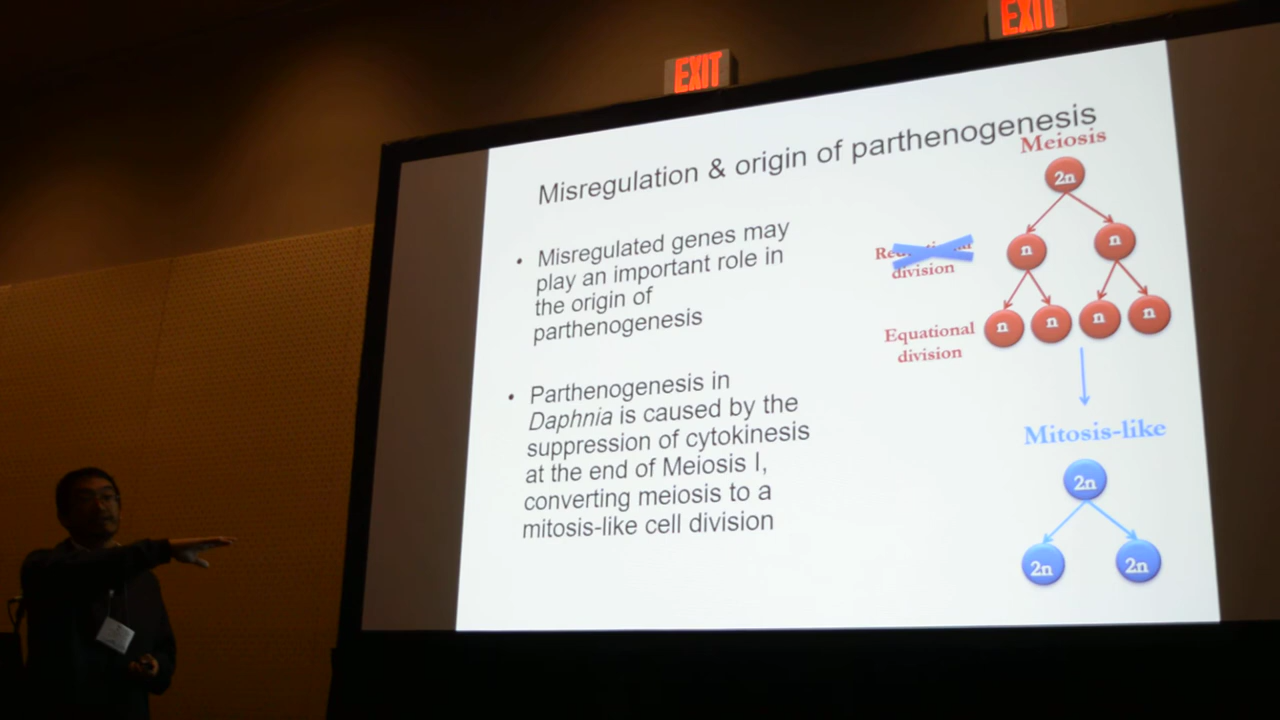 EXIT
EXIT
Misregulation & origin of parthenogenesis
• Misregulated genes may
play an important role in
the origin of
parthenogenesis
• Parthenogenesis in
Daphnia is caused by the
suppression of cytokinesis
at the end of Meiosis I,
converting meiosis to a
mitosis-like cell division
Meiosis
2n
n
n
division
n
n
n
n
Equational
division
Mitosis-like
2n
2n
2n